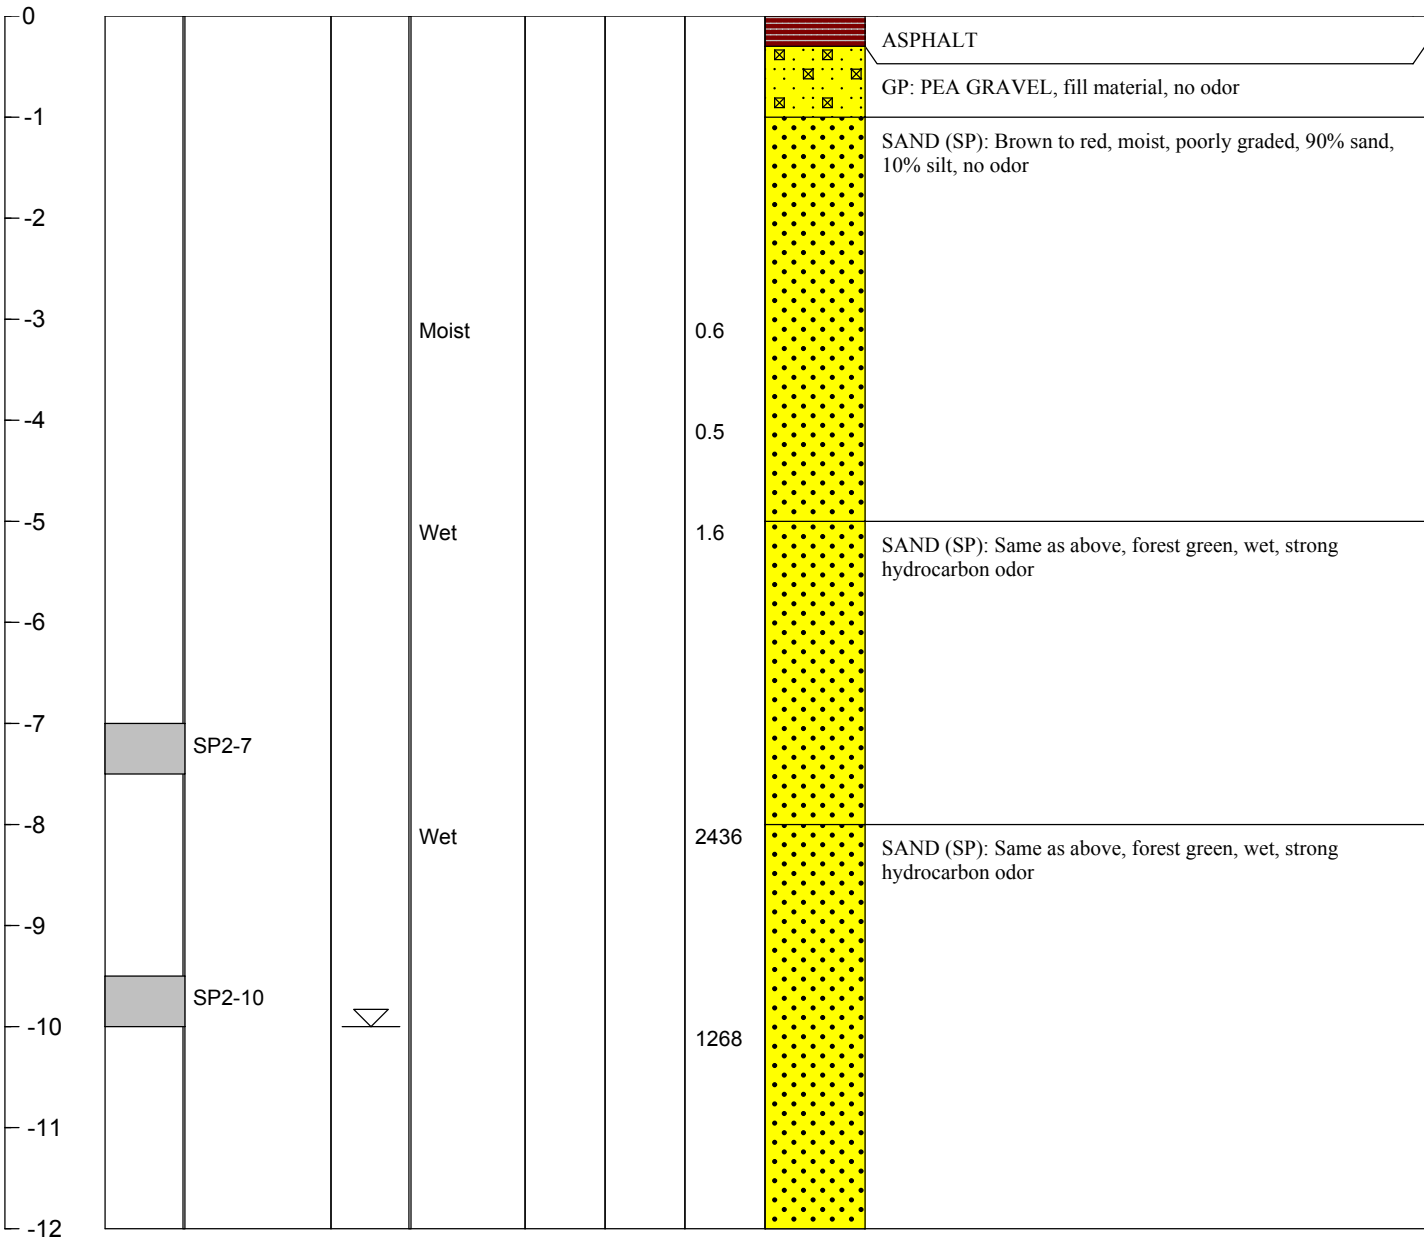 0
ASPHALT
GP: PEA GRAVEL, fill material, no odor
-1
SAND (SP): Brown to red, moist, poorly graded, 90% sand,
10% silt, no odor
-2
-3
Moist
0.6
-4
0.5
-5
Wet
1.6
SAND (SP): Same as above, forest green, wet, strong
hydrocarbon odor
-6
-7
SP2-7
-8
Wet
2436
SAND (SP): Same as above, forest green, wet, strong
hydrocarbon odor
-9
SP2-10
-10
1268
-11
-12